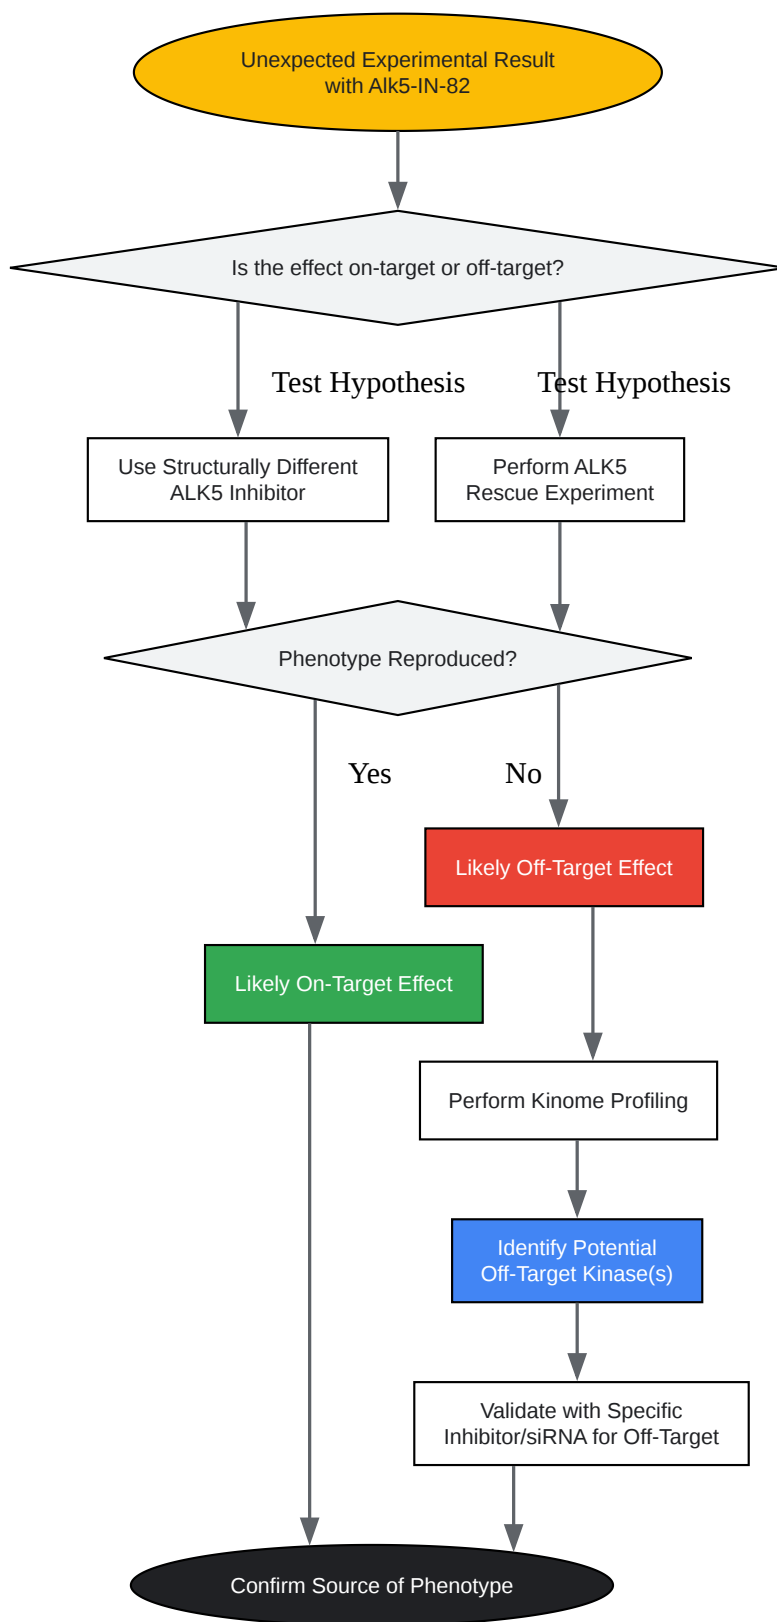 Unexpected Experimental Result
with Alk5-IN-82
Is the effect on-target or off-target?
Test Hypothesis
Test Hypothesis
Use Structurally Different
ALK5 Inhibitor
Perform ALK5
Rescue Experiment
Phenotype Reproduced?
Yes
No
Likely Off-Target Effect
Likely On-Target Effect
Perform Kinome Profiling
Identify Potential
Off-Target Kinase(s)
Validate with Specific
Inhibitor/siRNA for Off-Target
Confirm Source of Phenotype